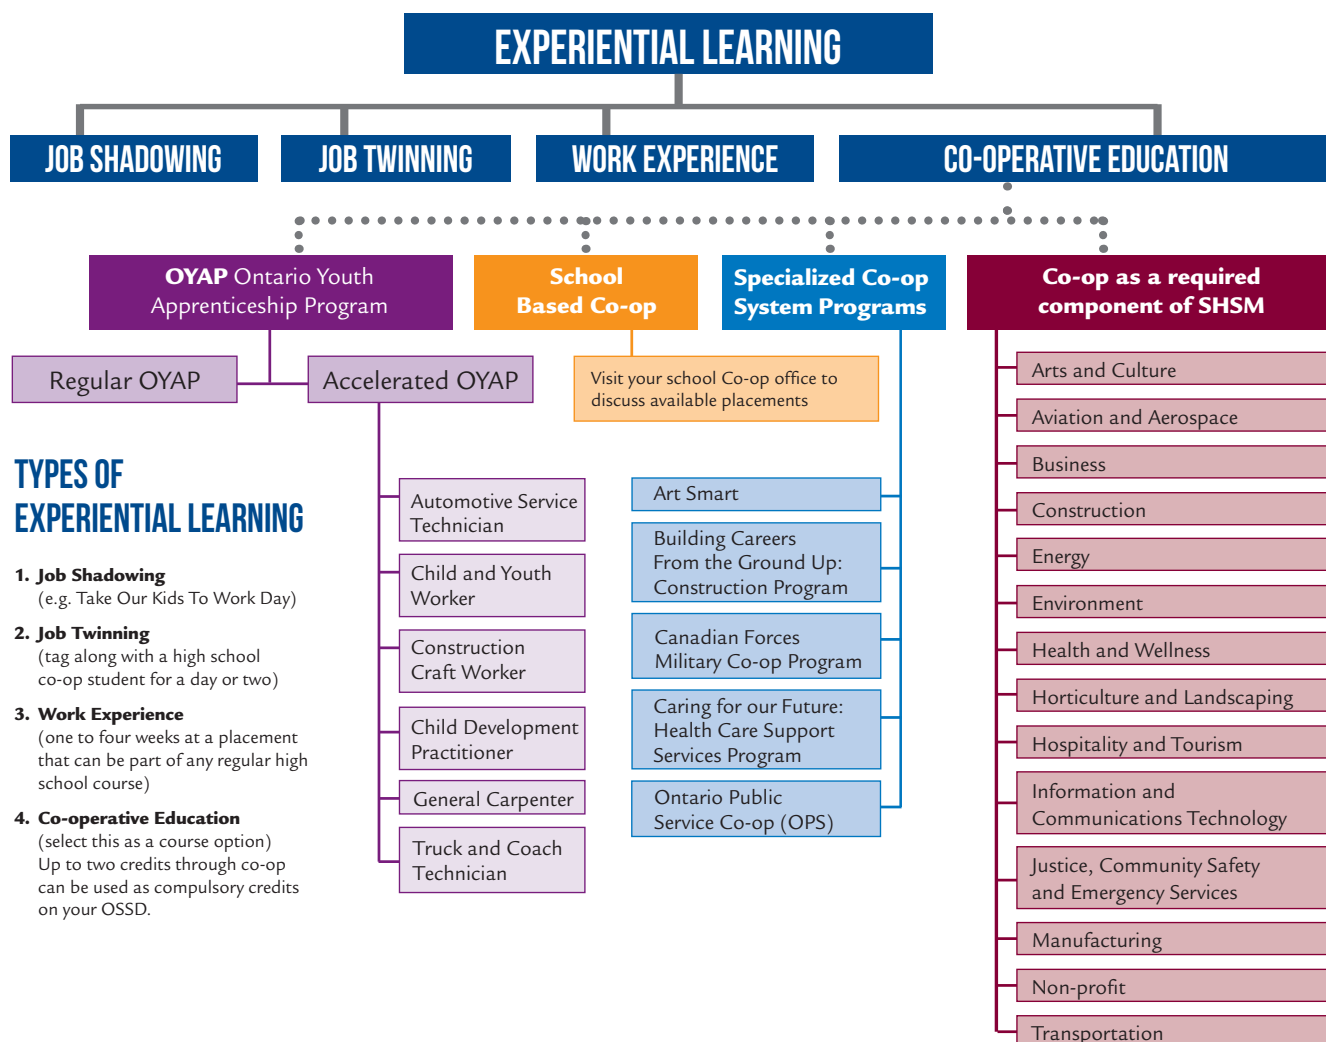 EXPERIENTIAL LEARNING
JOB SHADOWING
JOB TWINNING
WORK EXPERIENCE
CO-OPERATIVE EDUCATION
OYAP Ontario Youth
Apprenticeship Program
School
Based Co-op
Specialized Co-op
System Programs
Co-op as a required
component of SHSM
Regular OYAP
Accelerated OYAP
Automotive Service
Technician
Child and Youth
Worker
Construction
Craft Worker
Child Development
Practitioner
General Carpenter
Truck and Coach
Technician
Visit your school Co-op office to
discuss available placements
Art Smart
Building Careers
From the Ground Up:
Construction Program
Canadian Forces
Military Co-op Program
Caring for our Future:
Health Care Support
Services Program
Ontario Public
Service Co-op (OPS)
Arts and Culture
Aviation and Aerospace
Business
Construction
Energy
Environment
Health and Wellness
Horticulture and Landscaping
Hospitality and Tourism
Information and
Communications Technology
Justice, Community Safety
and Emergency Services
Manufacturing
Non-profit
Transportation
TYPES OF
EXPERIENTIAL LEARNING
1. Job Shadowing
(e.g. Take Our Kids To Work Day)
2. Job Twinning
(tag along with a high school
co-op student for a day or two)
3. Work Experience
(one to four weeks at a placement
that can be part of any regular high
school course)
4. Co-operative Education
(select this as a course option)
Up to two credits through co-op
can be used as compulsory credits
on your OSSD.